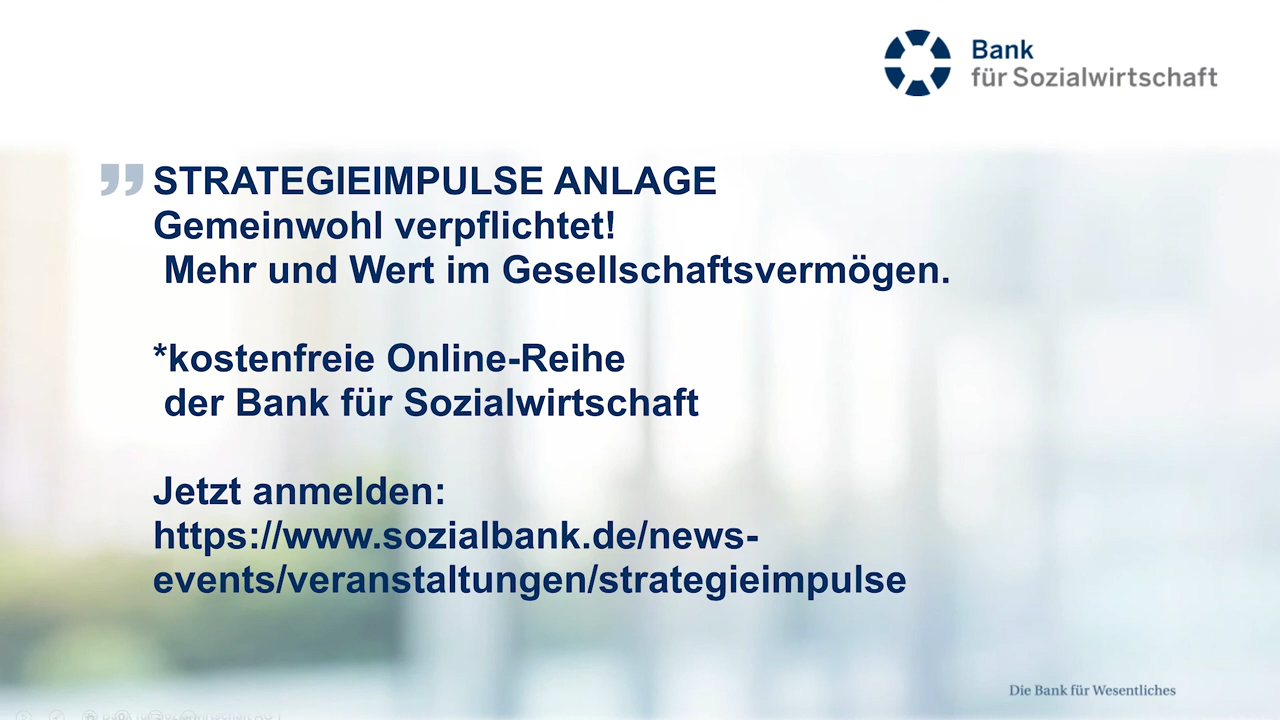 Bank
für Sozialwirtschaft
STRATEGIEIMPULSE ANLAGE
Gemeinwohl verpflichtet!
Mehr und Wert im Gesellschaftsvermögen.
*kostenfreie Online-Reihe
der Bank für Sozialwirtschaft
Jetzt anmelden:
https://www.sozialbank.de/news-
events/veranstaltungen/strategieimpulse
Die Bank für Wesentliches